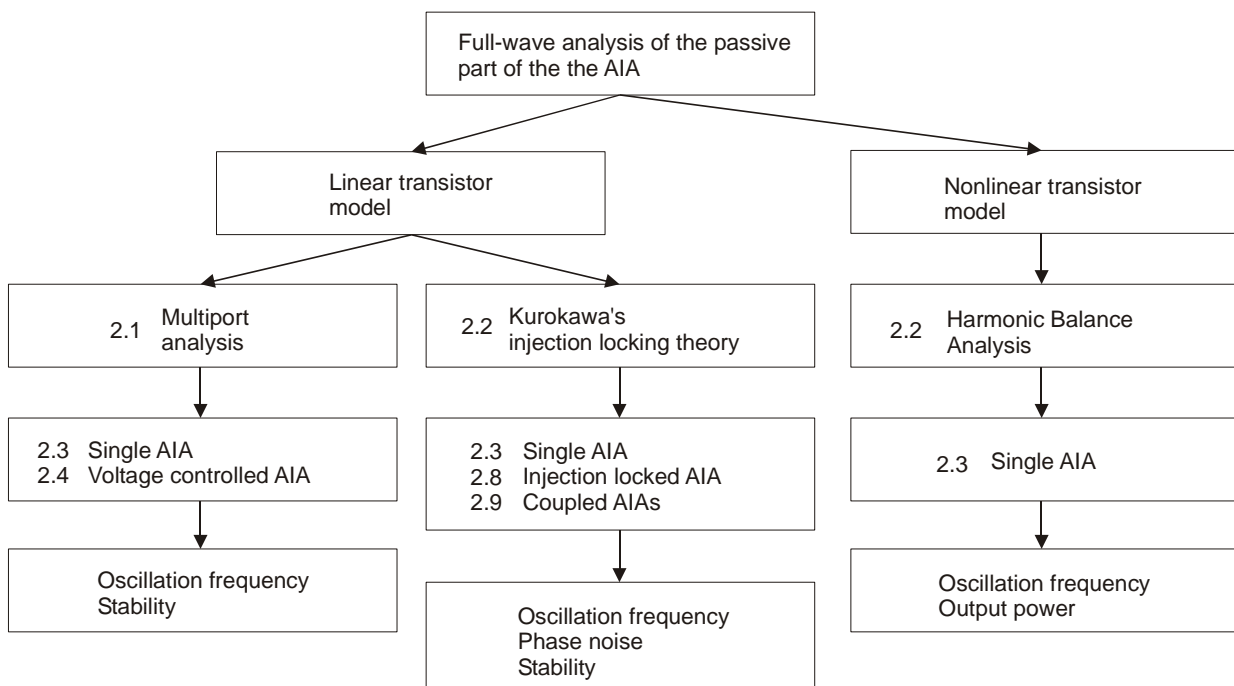 Full-wave analysis of the passive
part of the the AIA
Linear transistor
model
Nonlinear transistor
model
2.1 Multiport
analysis
2.2 Kurokawa's
injection locking theory
2.2 Harmonic Balance
Analysis
2.3 Single AIA
2.4 Voltage controlled AIA
2.3 Single AIA
2.8 Injection locked AIA
2.9 Coupled AIAs
2.3 Single AIA
Oscillation frequency
Stability
Oscillation frequency
Phase noise
Stability
Oscillation frequency
Output power